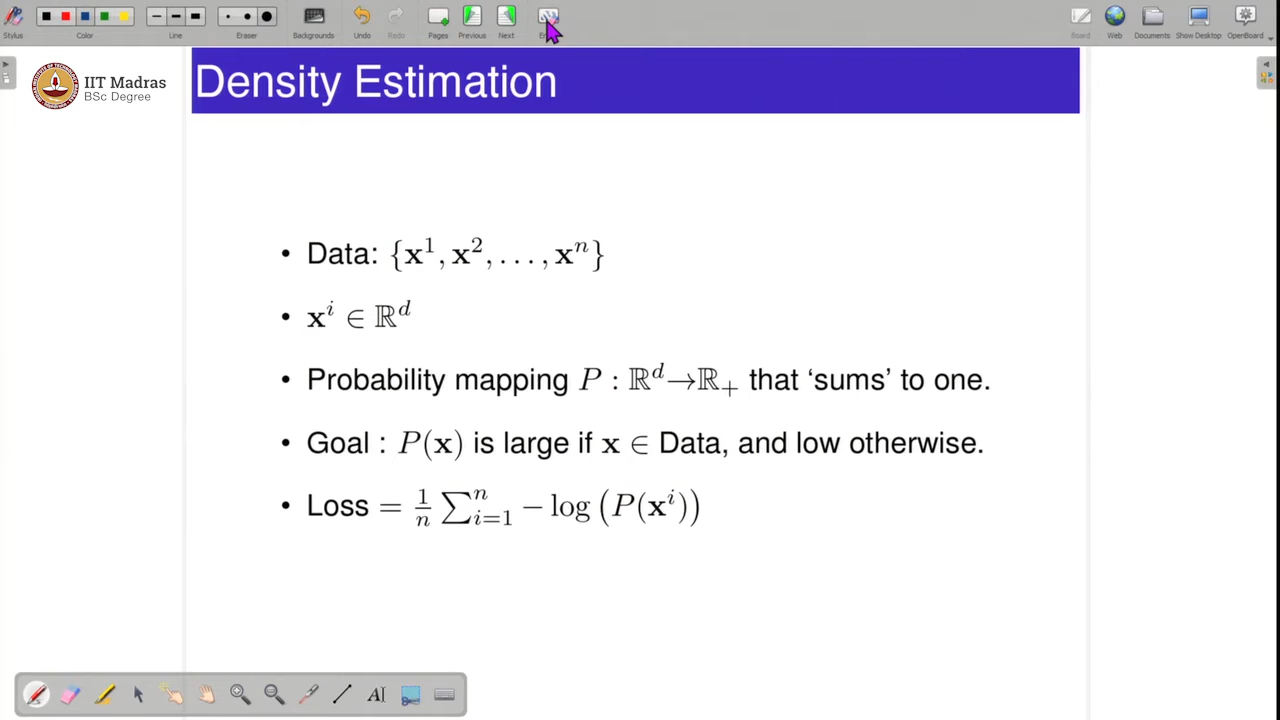 Stylus
Color
Line
Eraser
Backgrounds
Undo
Redo
Pages
Previous
Next
Board
Web
Documents
Show Desktop
OpenBoard
IIT Madras
BSc Degree
Density Estimation
• Data: {x¹, x², . . . , xⁿ}
• xⁱ ∈ ℝᵈ
• Probability mapping P : ℝᵈ→ℝ₊ that ‘sums’ to one.
• Goal : P(x) is large if x ∈ Data, and low otherwise.
• Loss = 1/n ∑ⁿᵢ₌₁ − log (P(xⁱ))
AI